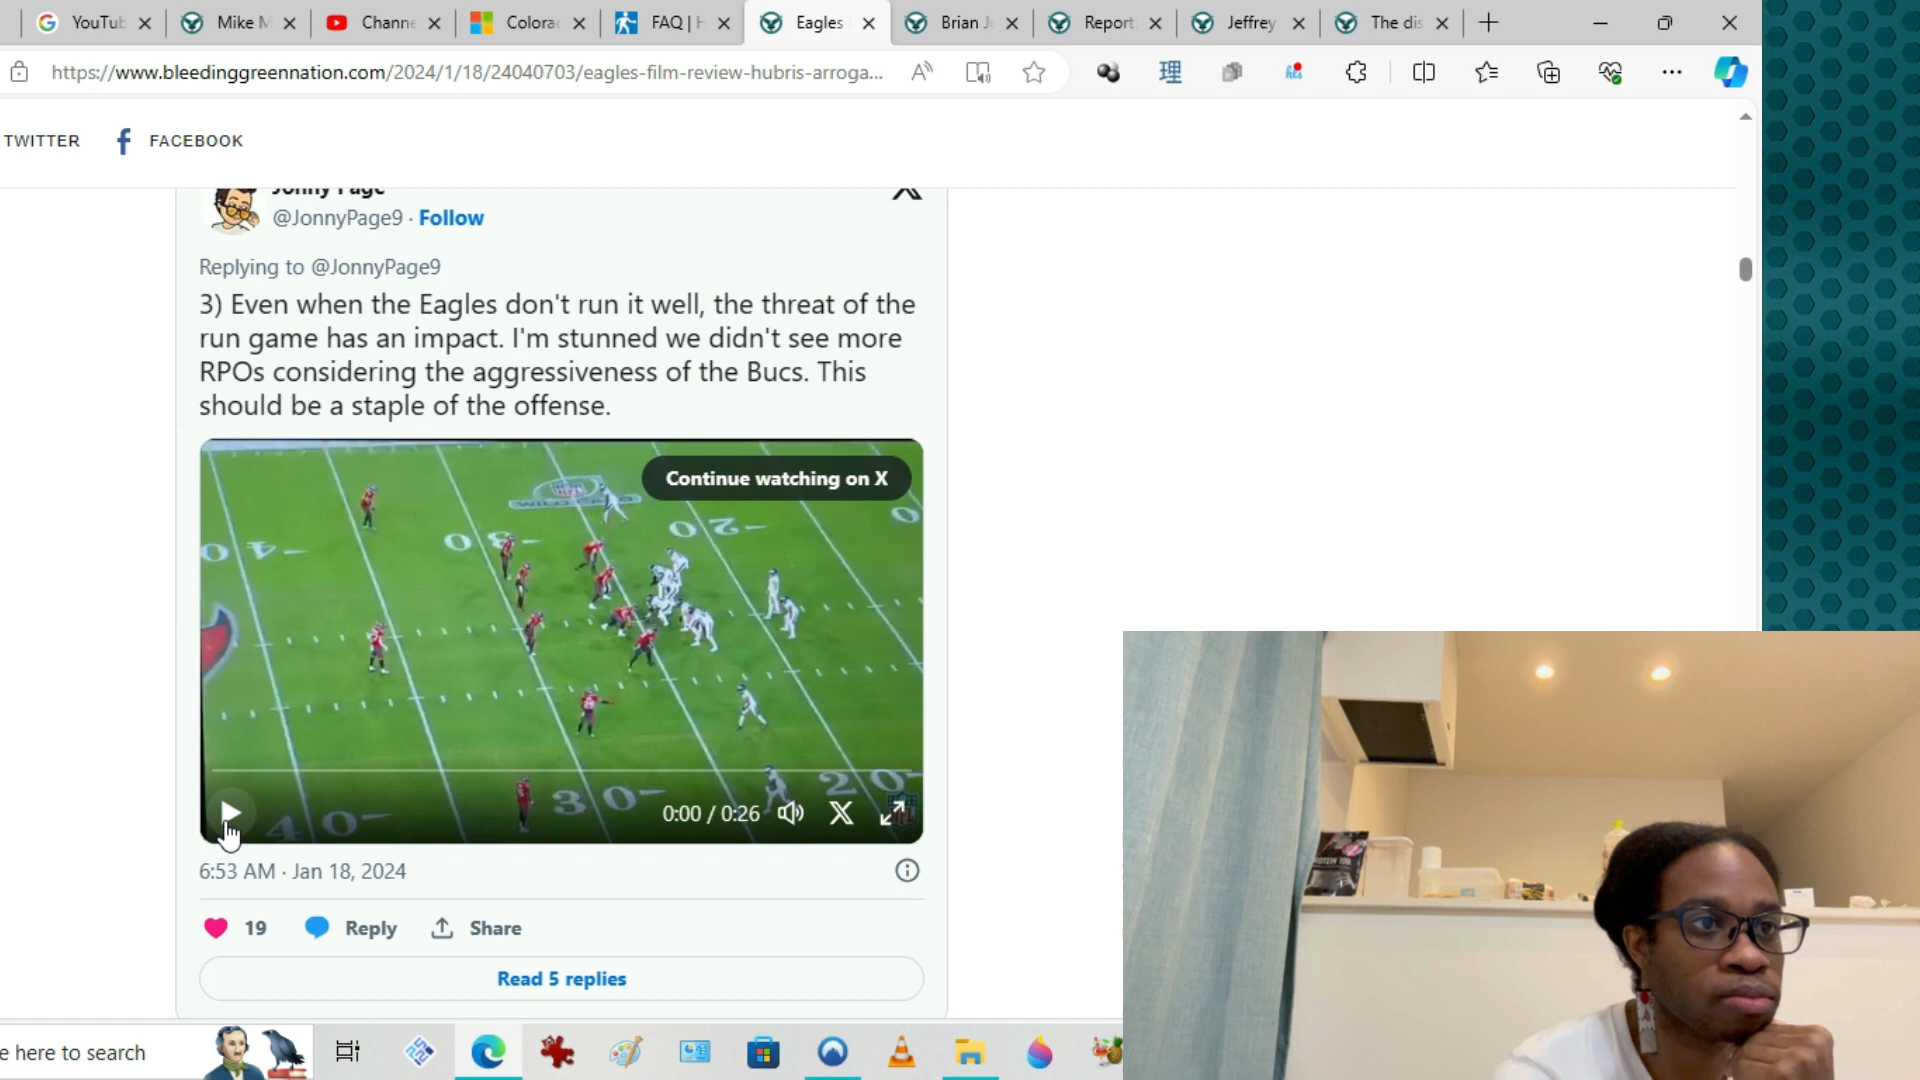 YouTub
Mike M
Channe
Colora
FAQ | H
Eagles
Brian J
Report:
Jeffrey
The dis
https://www.bleedinggreennation.com/2024/1/18/24040703/eagles-film-review-hubris-arroga...
TWITTER
FACEBOOK
Jonny Page
@JonnyPage9 · Follow
Replying to @JonnyPage9
3) Even when the Eagles don't run it well, the threat of the
run game has an impact. I'm stunned we didn't see more
RPOs considering the aggressiveness of the Bucs. This
should be a staple of the offense.
Continue watching on X
0:00 / 0:26
6:53 AM · Jan 18, 2024
19
Reply
Share
Read 5 replies
e here to search